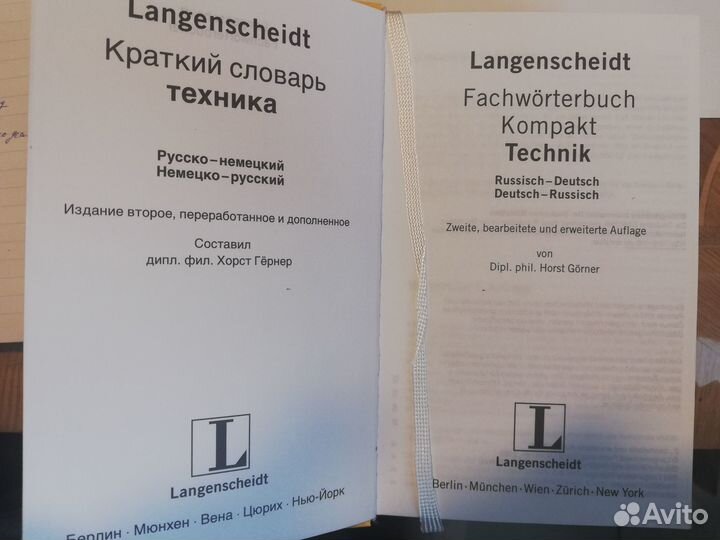 Langenscheidt
Краткий словарь
техника
Русско–немецкий
Немецко–русский
Издание второе, переработанное и дополненное
Составил
дипл. фил. Хорст Гёрнер
L
Langenscheidt
Берлин · Мюнхен · Вена · Цюрих · Нью-Йорк
Langenscheidt
Fachwörterbuch
Kompakt
Technik
Russisch–Deutsch
Deutsch–Russisch
Zweite, bearbeitete und erweiterte Auflage
von
Dipl. phil. Horst Görner
L
Langenscheidt
Berlin · München · Wien · Zürich · New York
Avito